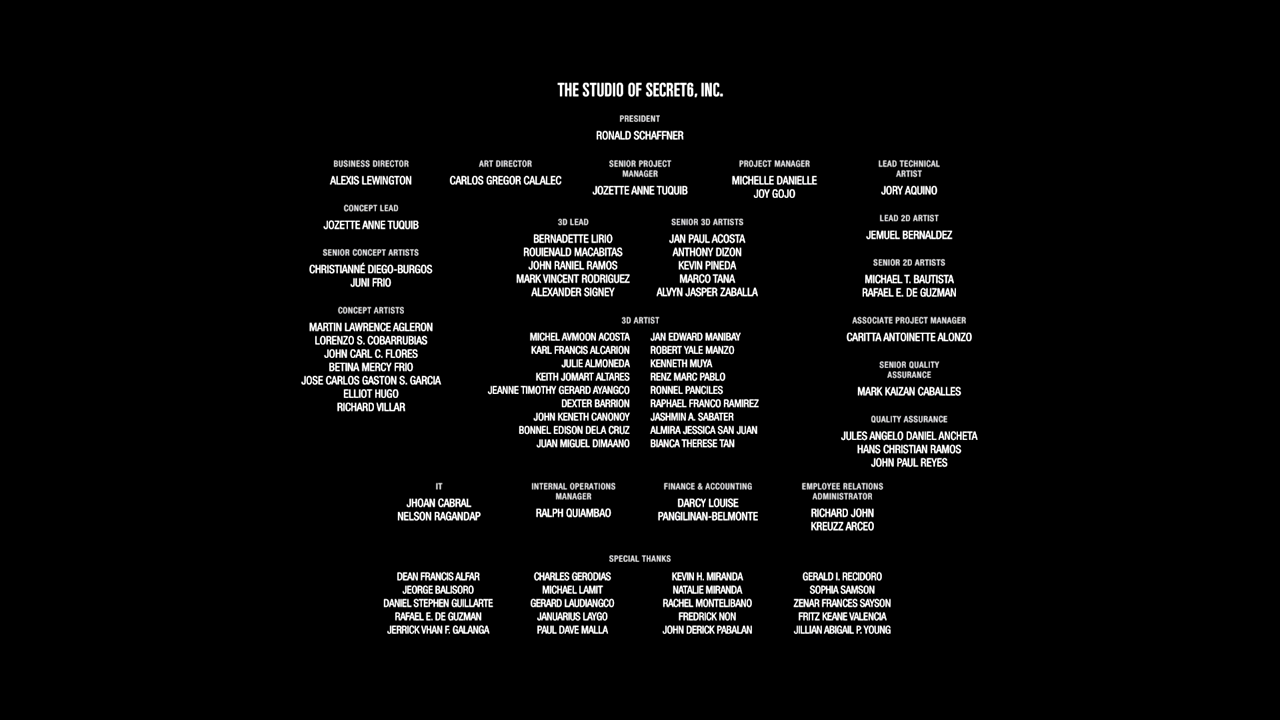 THE STUDIO OF SECRET6, INC.
PRESIDENT
RONALD SCHAFFNER
BUSINESS DIRECTOR
ALEXIS LEWINGTON
ART DIRECTOR
CARLOS GREGOR CALALEC
SENIOR PROJECT
MANAGER
JOZETTE ANNE TUQUIB
PROJECT MANAGER
MICHELLE DANIELLE
JOY GOJO
LEAD TECHNICAL
ARTIST
JORY AQUINO
CONCEPT LEAD
JOZETTE ANNE TUQUIB
SENIOR CONCEPT ARTISTS
CHRISTIANNÉ DIEGO-BURGOS
JUNI FRIO
CONCEPT ARTISTS
MARTIN LAWRENCE AGLERON
LORENZO S. COBARRUBIAS
JOHN CARL C. FLORES
BETINA MERCY FRIO
JOSE CARLOS GASTON S. GARCIA
ELLIOT HUGO
RICHARD VILLAR
3D LEAD
BERNADETTE LIRIO
ROUIENALD MACABITAS
JOHN RANIEL RAMOS
MARK VINCENT RODRIGUEZ
ALEXANDER SIGNEY
SENIOR 3D ARTISTS
JAN PAUL ACOSTA
ANTHONY DIZON
KEVIN PINEDA
MARCO TANA
ALVYN JASPER ZABALLA
3D ARTIST
MICHEL AVMOON ACOSTA
KARL FRANCIS ALCARION
JULIE ALMONEDA
KEITH JOMART ALTARES
JEANNE TIMOTHY GERARD AYANGCO
DEXTER BARRION
JOHN KENETH CANONOY
BONNEL EDISON DELA CRUZ
JUAN MIGUEL DIMAANO
JAN EDWARD MANIBAY
ROBERT YALE MANZO
KENNETH MUYA
RENZ MARC PABLO
RONNEL PANCILES
RAPHAEL FRANCO RAMIREZ
JASHMIN A. SABATER
ALMIRA JESSICA SAN JUAN
BIANCA THERESE TAN
LEAD 2D ARTIST
JEMUEL BERNALDEZ
SENIOR 2D ARTISTS
MICHAEL T. BAUTISTA
RAFAEL E. DE GUZMAN
ASSOCIATE PROJECT MANAGER
CARITTA ANTOINETTE ALONZO
SENIOR QUALITY
ASSURANCE
MARK KAIZAN CABALLES
QUALITY ASSURANCE
JULES ANGELO DANIEL ANCHETA
HANS CHRISTIAN RAMOS
JOHN PAUL REYES
IT
JHOAN CABRAL
NELSON RAGANDAP
INTERNAL OPERATIONS
MANAGER
RALPH QUIAMBAO
FINANCE & ACCOUNTING
DARCY LOUISE
PANGILINAN-BELMONTE
EMPLOYEE RELATIONS
ADMINISTRATOR
RICHARD JOHN
KREUZZ ARCEO
SPECIAL THANKS
DEAN FRANCIS ALFAR
JEORGE BALISORO
DANIEL STEPHEN GUILLARTE
RAFAEL E. DE GUZMAN
JERRICK VHAN F. GALANGA
CHARLES GERODIAS
MICHAEL LAMIT
GERARD LAUDIANGCO
JANUARIUS LAYGO
PAUL DAVE MALLA
KEVIN H. MIRANDA
NATALIE MIRANDA
RACHEL MONTELIBANO
FREDRICK NON
JOHN DERICK PABALAN
GERALD I. RECIDORO
SOPHIA SAMSON
ZENAR FRANCES SAYSON
FRITZ KEANE VALENCIA
JILLIAN ABIGAIL P. YOUNG